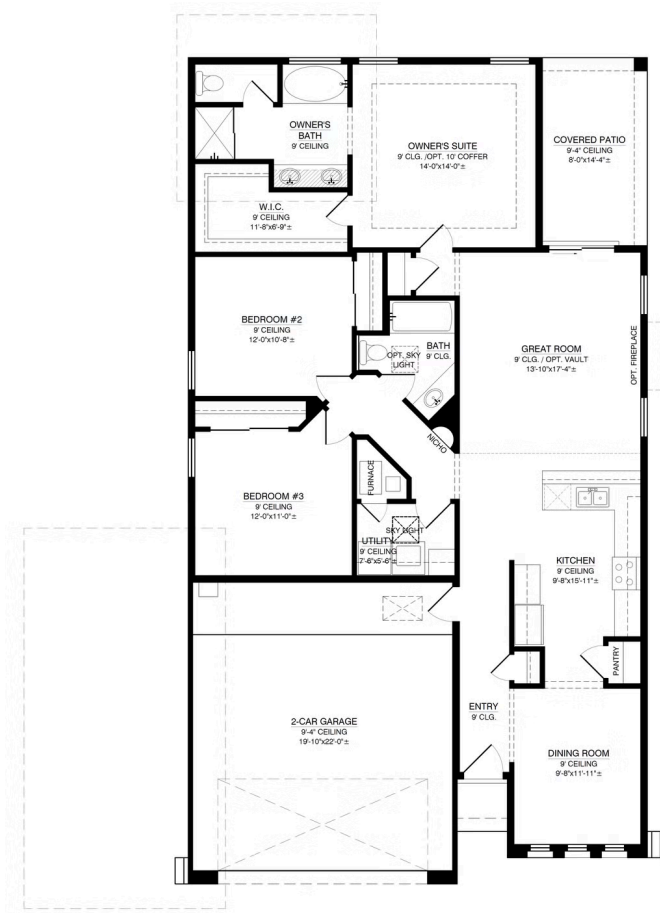 OWNER'S
BATH
9' CEILING
OWNER'S SUITE
9' CLG. /OPT. 10' COFFER
14'-0"x14'-0"±
COVERED PATIO
9'-4" CEILING
8'-0"x14'-4"±
W.I.C.
9' CEILING
11'-8"x6'-9"±
BEDROOM #2
9' CEILING
12'-0"x10'-8"±
BATH
9' CLG.
OPT. SKY
LIGHT
GREAT ROOM
9' CLG. / OPT. VAULT
13'-10"x17'-4"±
OPT. FIREPLACE
NICHO
FURNACE
BEDROOM #3
9' CEILING
12'-0"x11'-0"±
SKY LIGHT
UTILITY
9' CEILING
7'-6"x5'-6"±
KITCHEN
9' CEILING
9'-8"x15'-11"±
PANTRY
ENTRY
9' CLG.
2-CAR GARAGE
9'-4" CEILING
19'-10"x22'-0"±
DINING ROOM
9' CEILING
9'-8"x11'-11"±